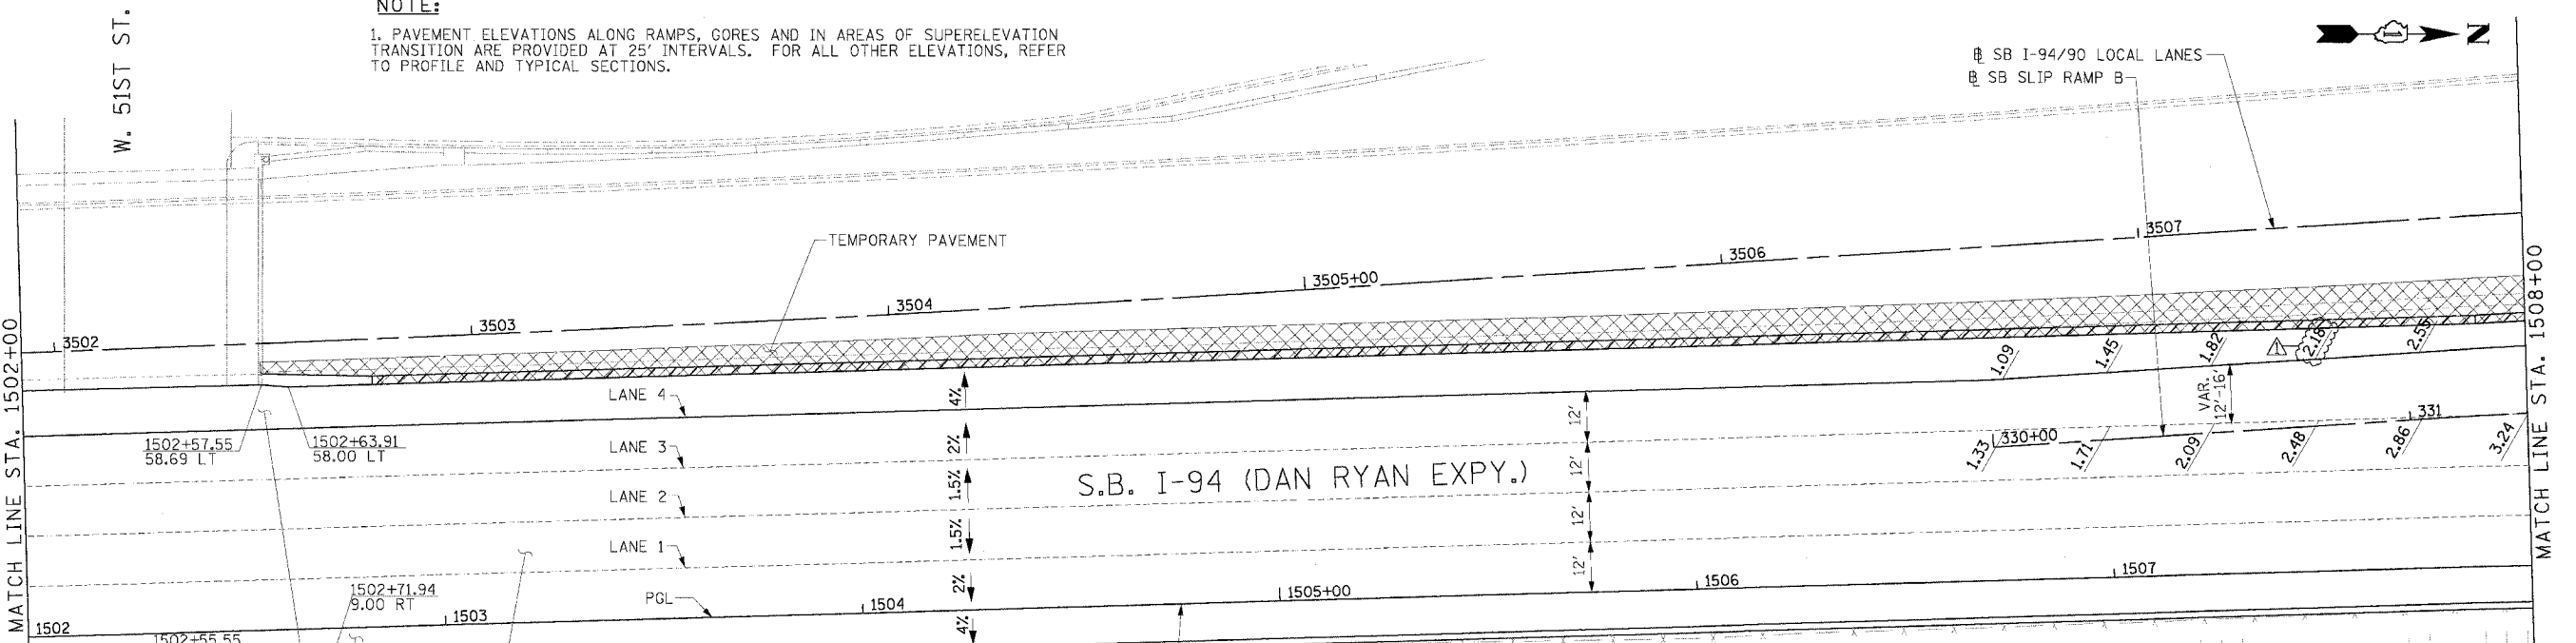 NOTE:
1. PAVEMENT ELEVATIONS ALONG RAMPS, GORES AND IN AREAS OF SUPERELEVATION
TRANSITION ARE PROVIDED AT 25' INTERVALS. FOR ALL OTHER ELEVATIONS, REFER
TO PROFILE AND TYPICAL SECTIONS.
W. 51ST ST.
N
SB I-94/90 LOCAL LANES
SB SLIP RAMP B
TEMPORARY PAVEMENT
3502
3503
3504
3505+00
3506
3507
MATCH LINE STA. 1502+00
MATCH LINE STA. 1508+00
1.09
1.45
1.82
1
2.18
2.55
VAR.
12'-16'
1.33
330+00
1.71
2.09
2.48
2.86
331
3.24
1502+57.55
58.69 LT
1502+63.91
58.00 LT
LANE 4
LANE 3
LANE 2
LANE 1
PGL
4%
2%
1.5%
1.5%
2%
4%
S.B. I-94 (DAN RYAN EXPY.)
12'
12'
12'
12'
1502+71.94
9.00 RT
1502
1503
1504
1505+00
1506
1507
1502+55.55